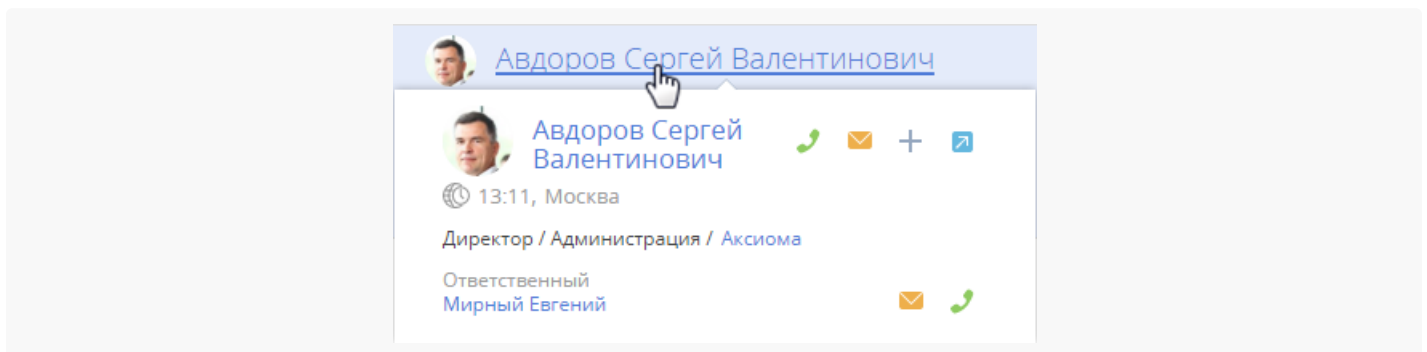 Авдоров Сергей Валентинович
Авдоров Сергей
Валентинович
13:11, Москва
Директор / Администрация / Аксиома
Ответственный
Мирный Евгений